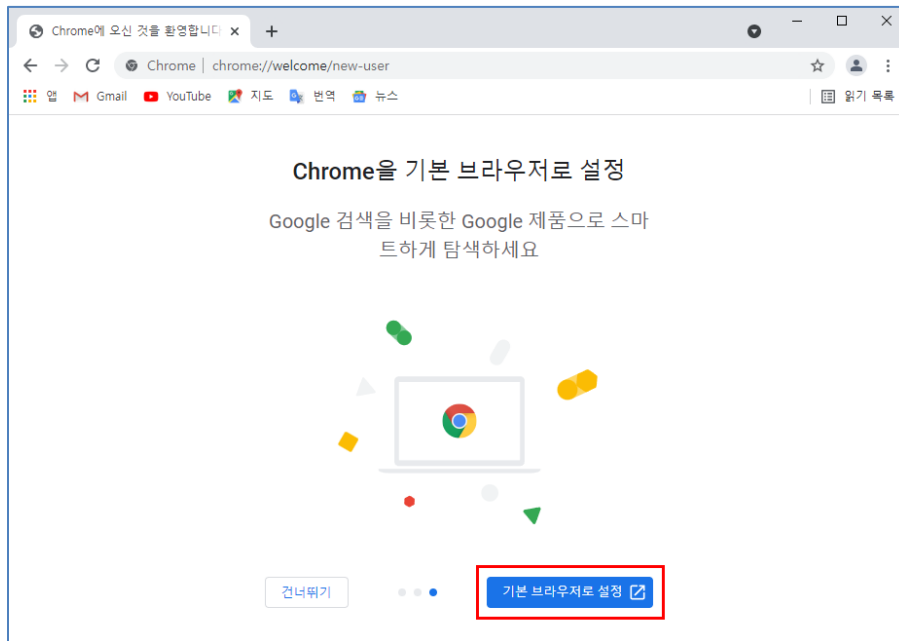 Chrome에 오신 것을 환영합니다
Chrome | chrome://welcome/new-user
앱 Gmail YouTube 지도 번역 뉴스 읽기 목록
Chrome을 기본 브라우저로 설정
Google 검색을 비롯한 Google 제품으로 스마
트하게 탐색하세요
건너뛰기 기본 브라우저로 설정